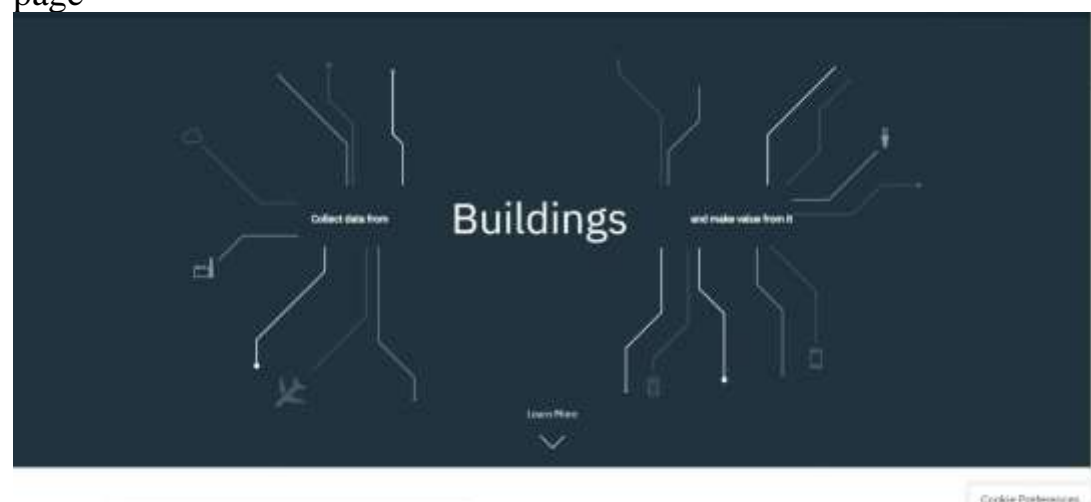 page
Collect data from Buildings and make value from it
Learn More
Cookie Preferences